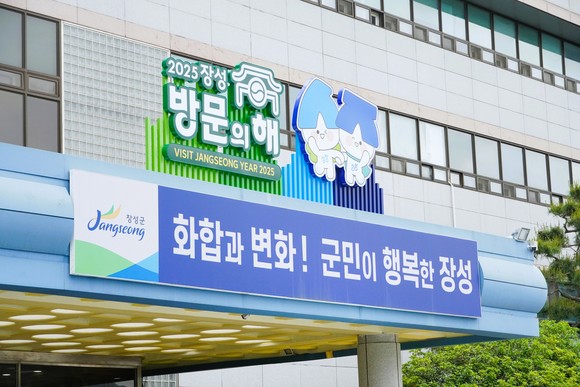 2025 장성
방문의 해
VISIT JANGSEONG YEAR 2025
장성군
Jangseong
화합과 변화! 군민이 행복한 장성